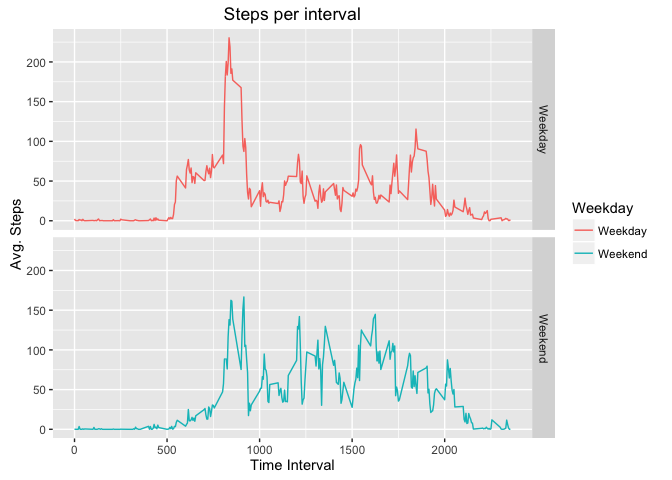 Steps per interval
Avg. Steps
200
150
100
50
0
Weekday
200
150
100
50
0
Weekend
0
500
1000
1500
2000
Time Interval
Weekday
Weekday
Weekend